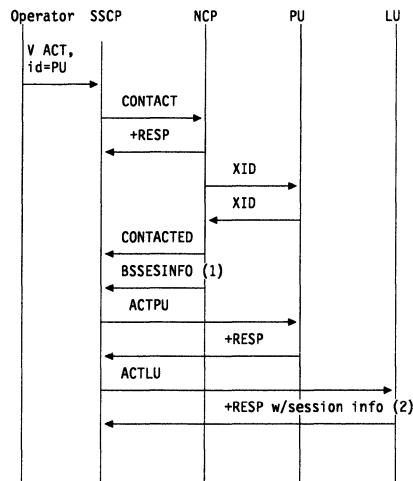 Operator SSCP NCP PU LU
V ACT,
id=PU
CONTACT
+RESP
XID
XID
CONTACTED
BSSESINFO (1)
ACTPU
+RESP
ACTLU
+RESP w/session info (2)